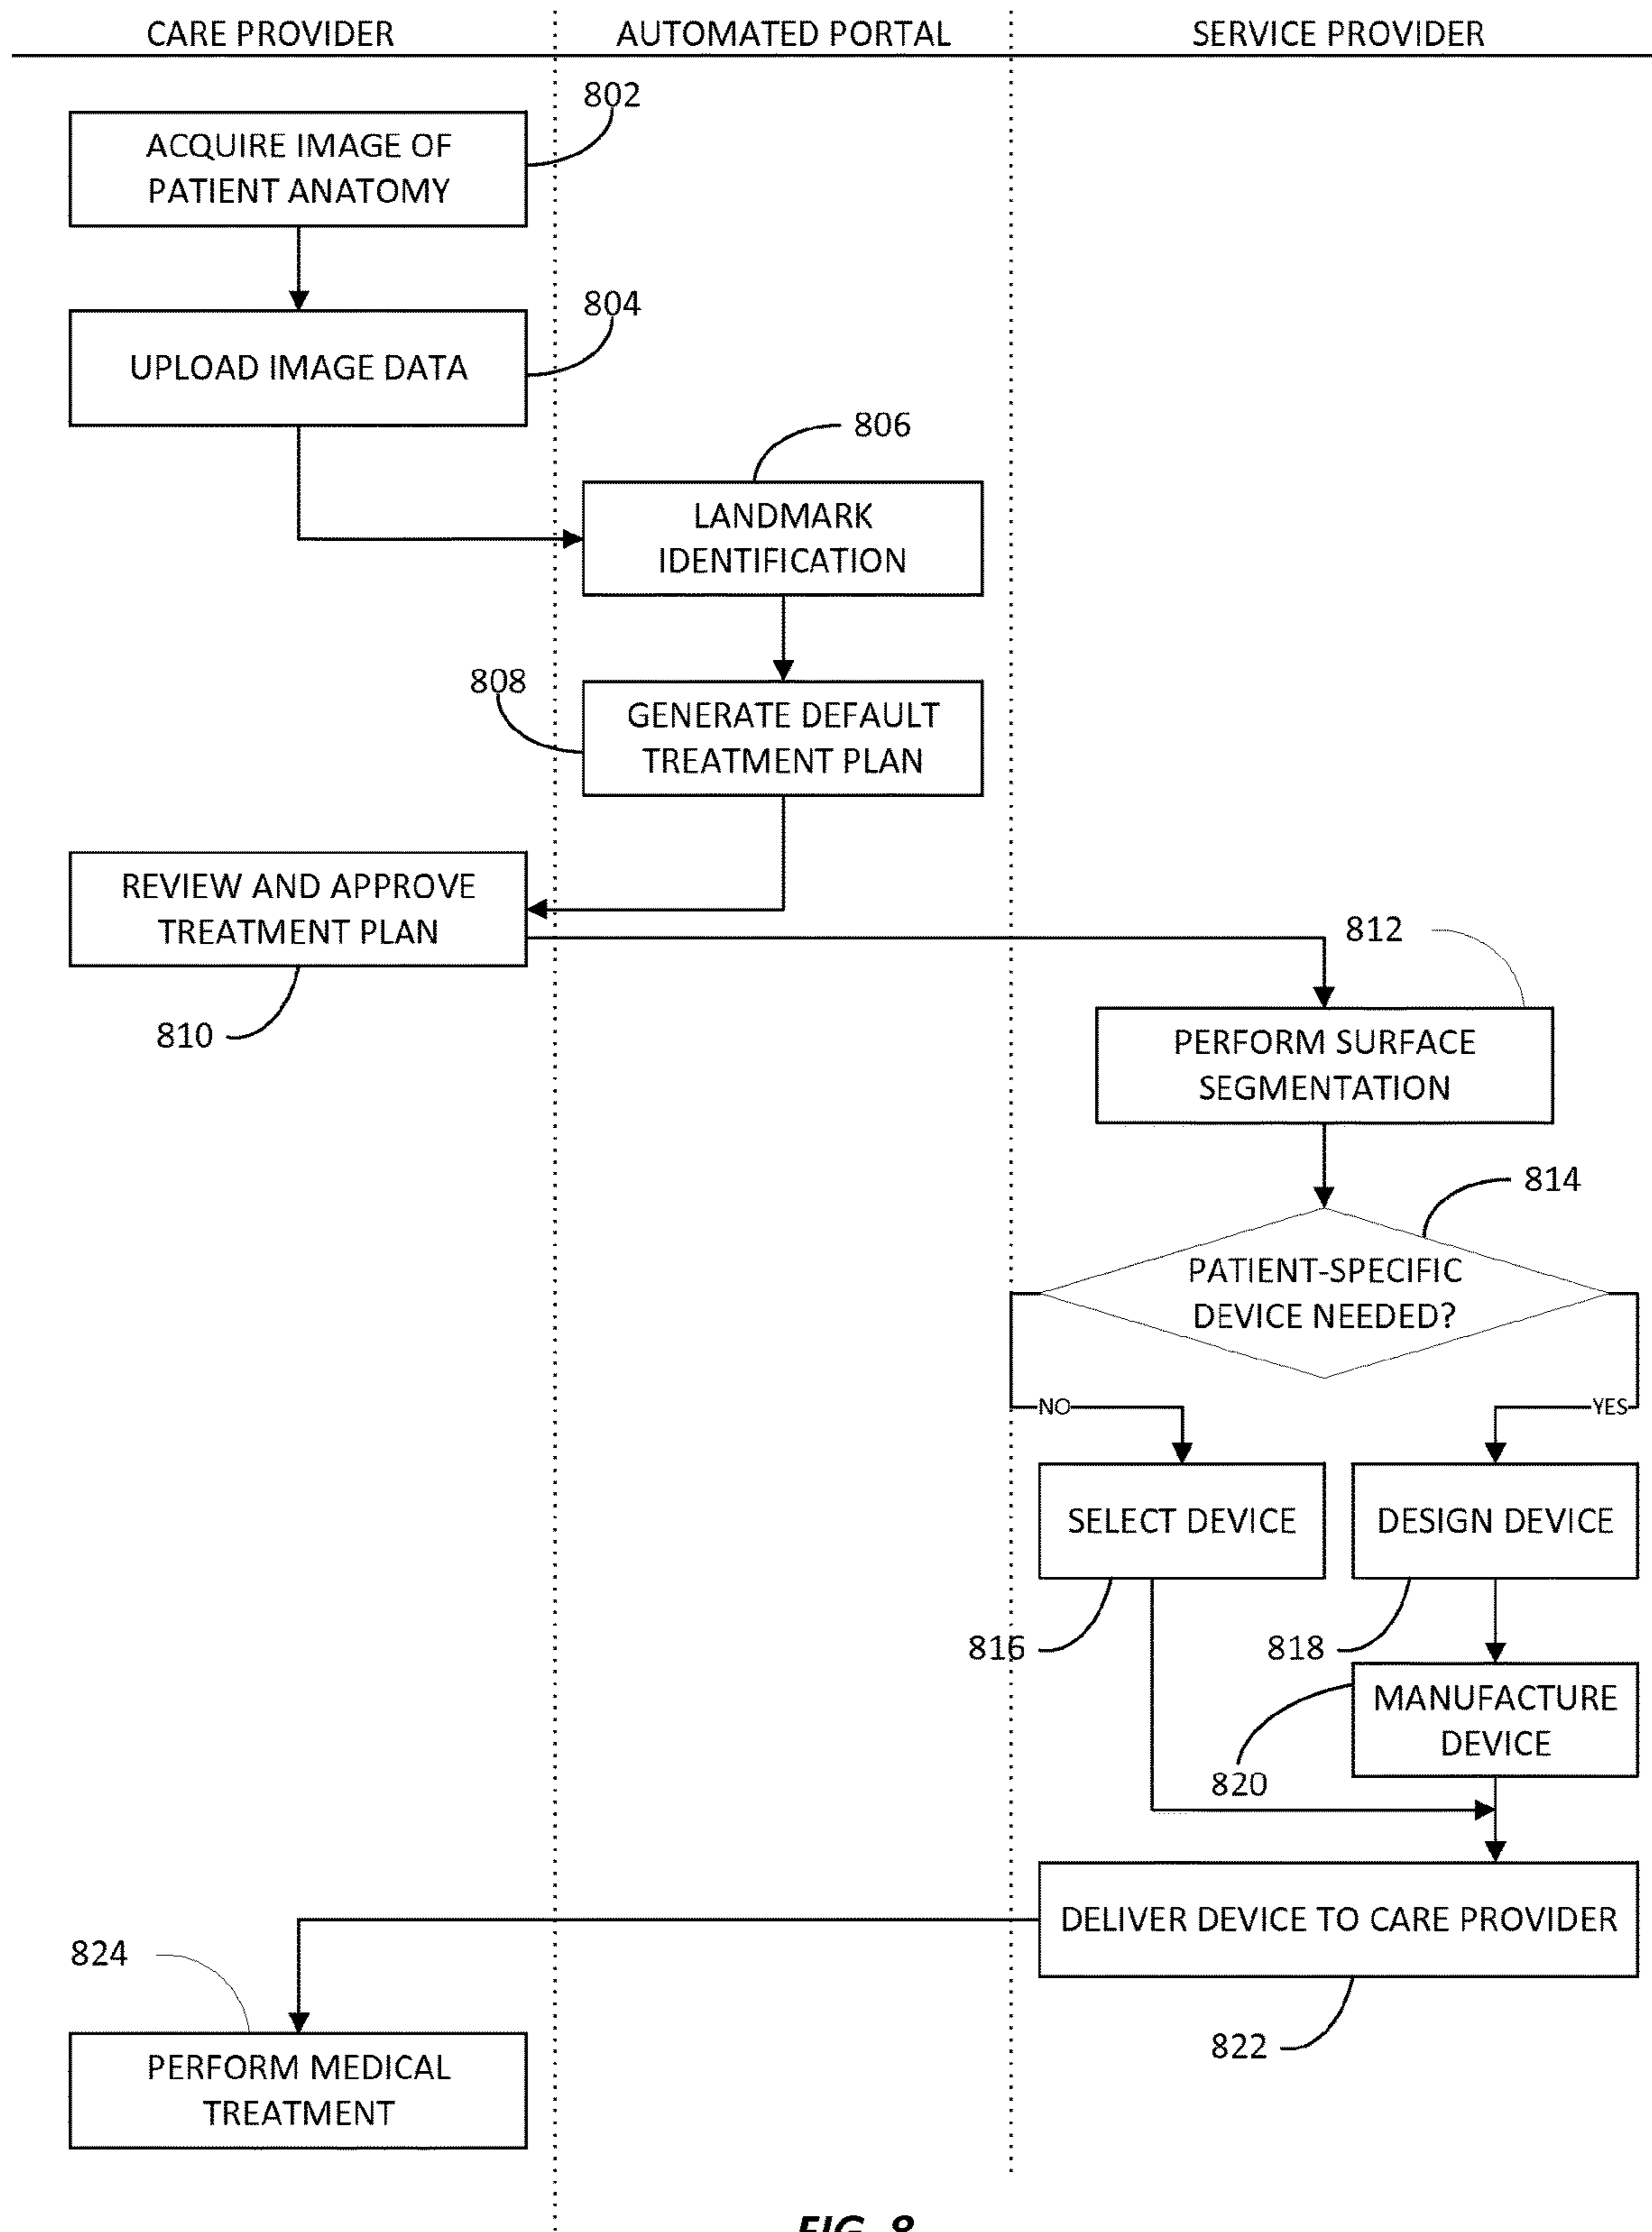 CARE PROVIDER
AUTOMATED PORTAL
SERVICE PROVIDER
802
ACQUIRE IMAGE OF
PATIENT ANATOMY
804
UPLOAD IMAGE DATA
806
LANDMARK
IDENTIFICATION
808
GENERATE DEFAULT
TREATMENT PLAN
REVIEW AND APPROVE
TREATMENT PLAN
810
812
PERFORM SURFACE
SEGMENTATION
814
PATIENT-SPECIFIC
DEVICE NEEDED?
NO
YES
SELECT DEVICE
DESIGN DEVICE
816
818
MANUFACTURE
DEVICE
820
DELIVER DEVICE TO CARE PROVIDER
822
824
PERFORM MEDICAL
TREATMENT
FIG. 8